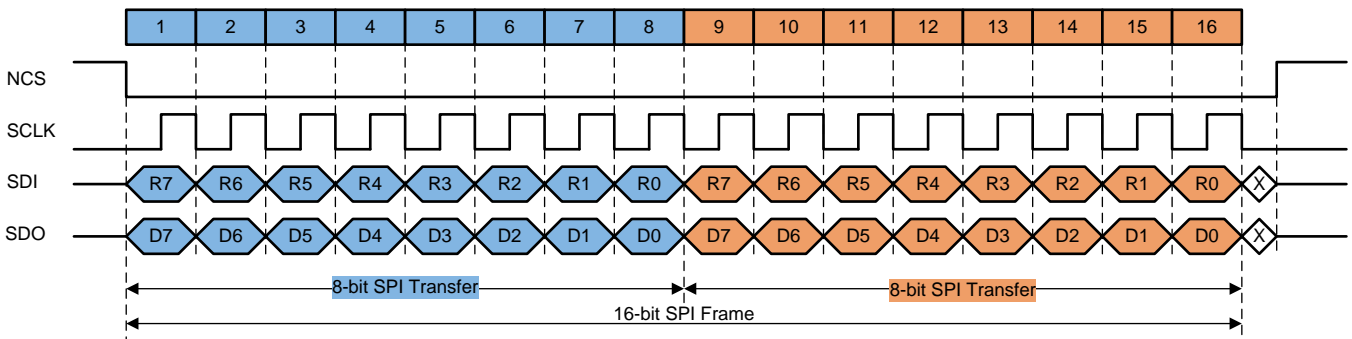 1 2 3 4 5 6 7 8 9 10 11 12 13 14 15 16
NCS
SCLK
SDI R7 R6 R5 R4 R3 R2 R1 R0 R7 R6 R5 R4 R3 R2 R1 R0 X
SDO D7 D6 D5 D4 D3 D2 D1 D0 D7 D6 D5 D4 D3 D2 D1 D0 X
8-bit SPI Transfer 8-bit SPI Transfer
16-bit SPI Frame